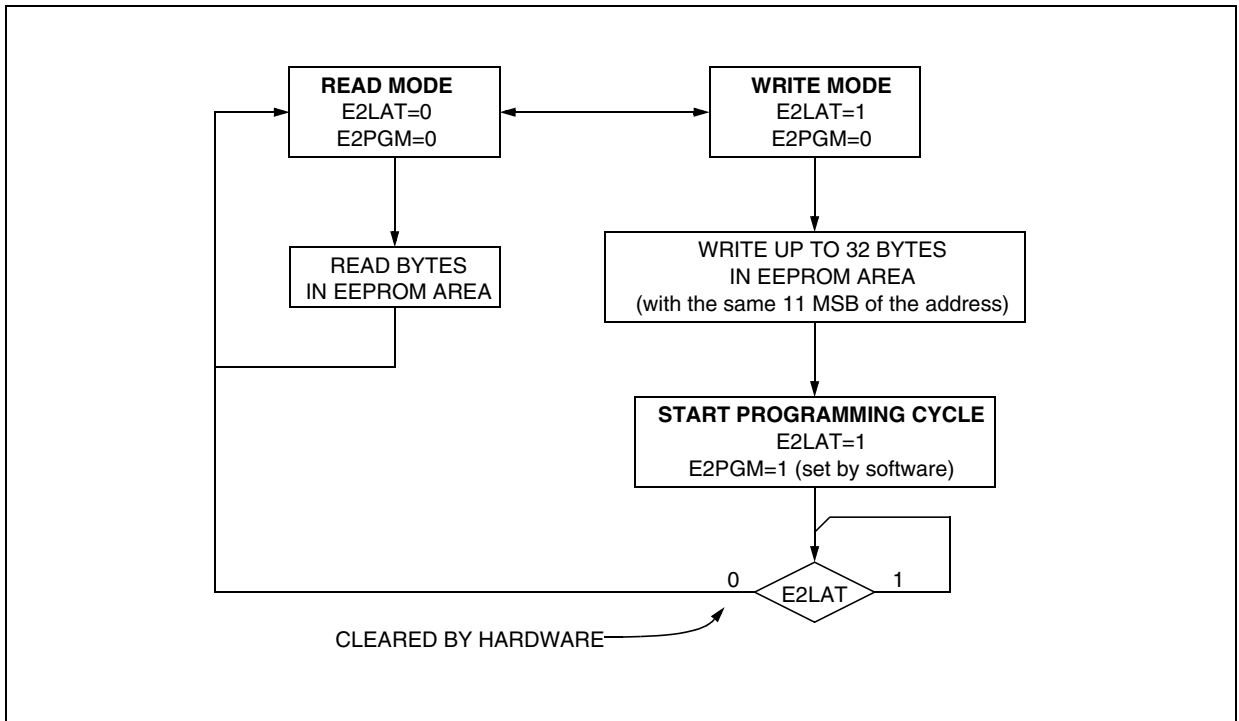 READ MODE
E2LAT=0
E2PGM=0
WRITE MODE
E2LAT=1
E2PGM=0
READ BYTES
IN EEPROM AREA
WRITE UP TO 32 BYTES
IN EEPROM AREA
(with the same 11 MSB of the address)
START PROGRAMMING CYCLE
E2LAT=1
E2PGM=1 (set by software)
0
E2LAT
1
CLEARED BY HARDWARE